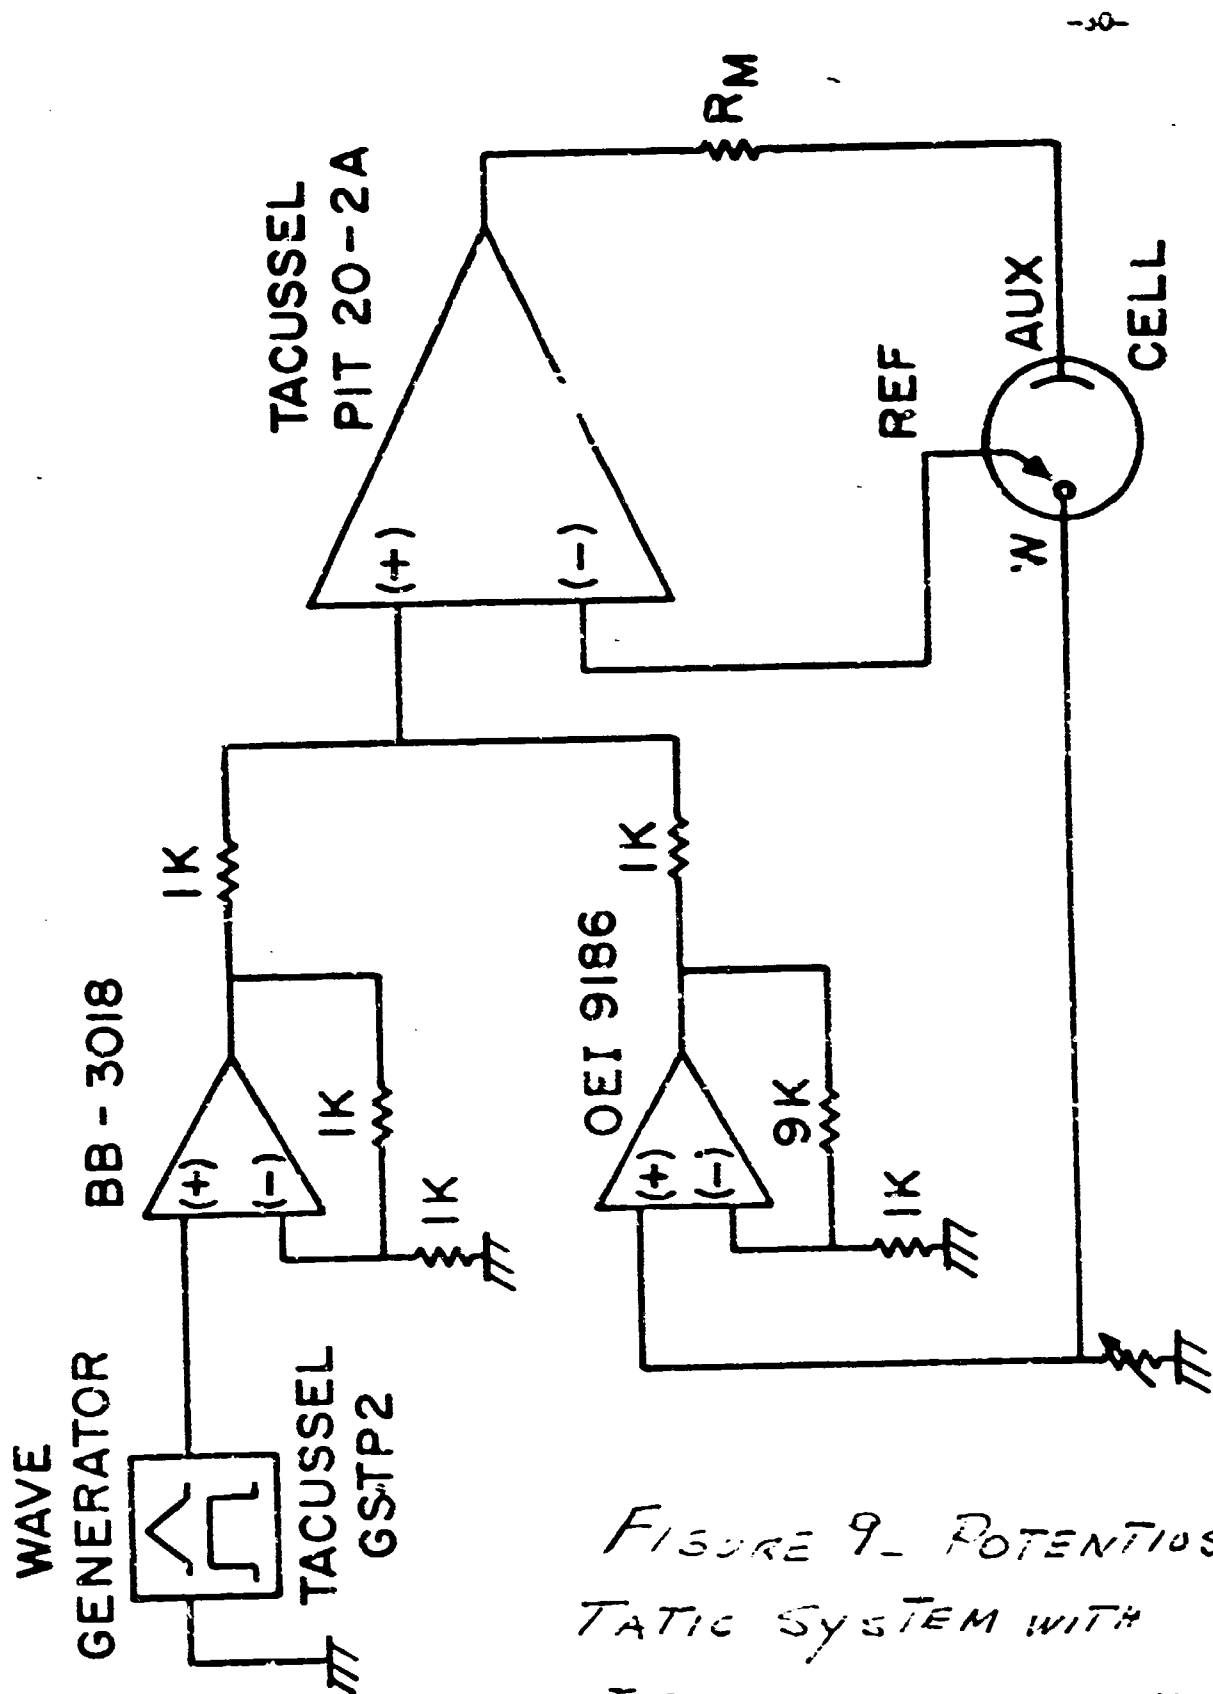 WAVE
GENERATOR
TACUSSEL
GSTP2
BB-3018
(+)
(-)
1K
1K
1K
OEI 9186
(+)
(-)
9K
1K
1K
TACUSSEL
PIT 20-2A
(+)
(-)
RM
REF
AUX
W
CELL
FIGURE 9_ POTENTIOS
TATIC SYSTEM WITH